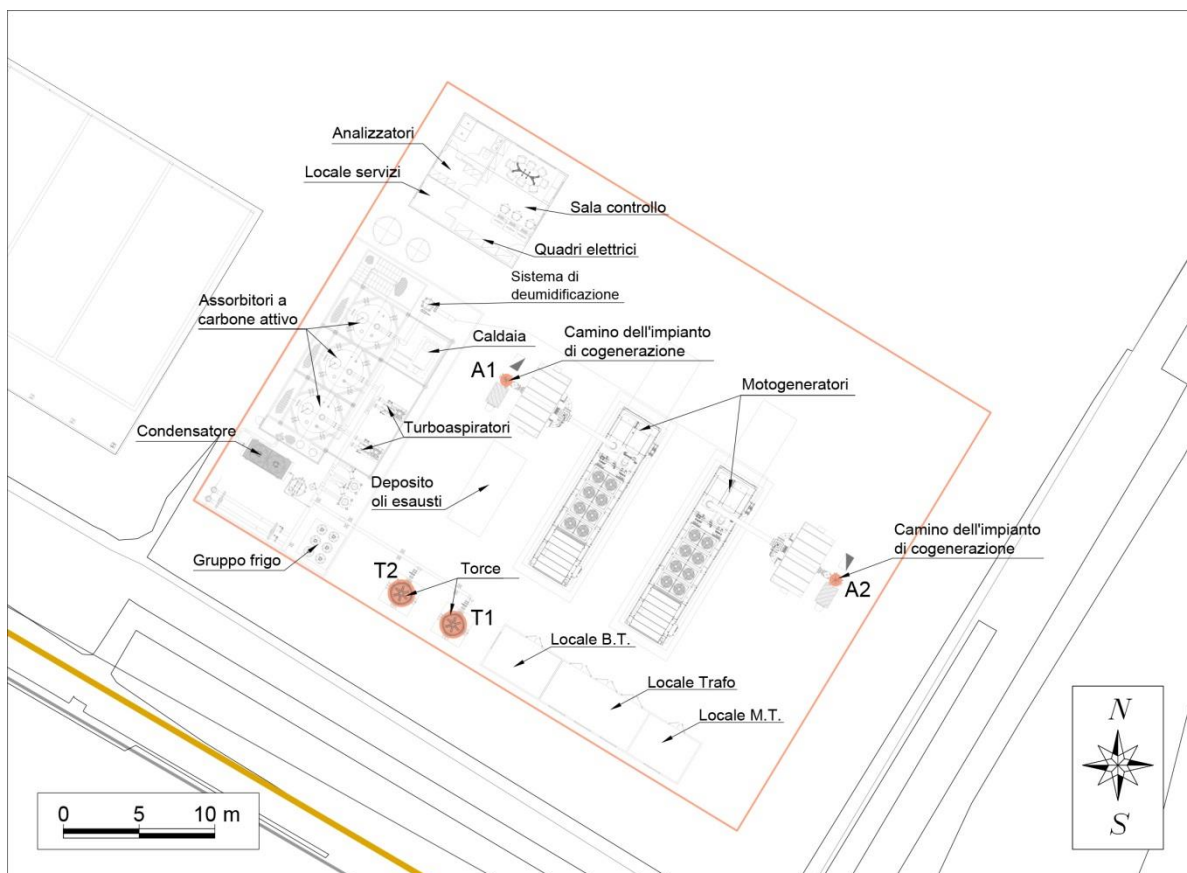 Analizzatori
Locale servizi
Sala controllo
Quadri elettrici
Sistema di
deumidificazione
Assorbitori a
carbone attivo
Caldaia
Camino dell'impianto
di cogenerazione
A1
Motogeneratori
Condensatore
Turboaspiratori
Deposito
oli esausti
Camino dell'impianto
di cogenerazione
Gruppo frigo
T2
Torce
A2
T1
Locale B.T.
Locale Trafo
Locale M.T.
N
S
0 5 10 m